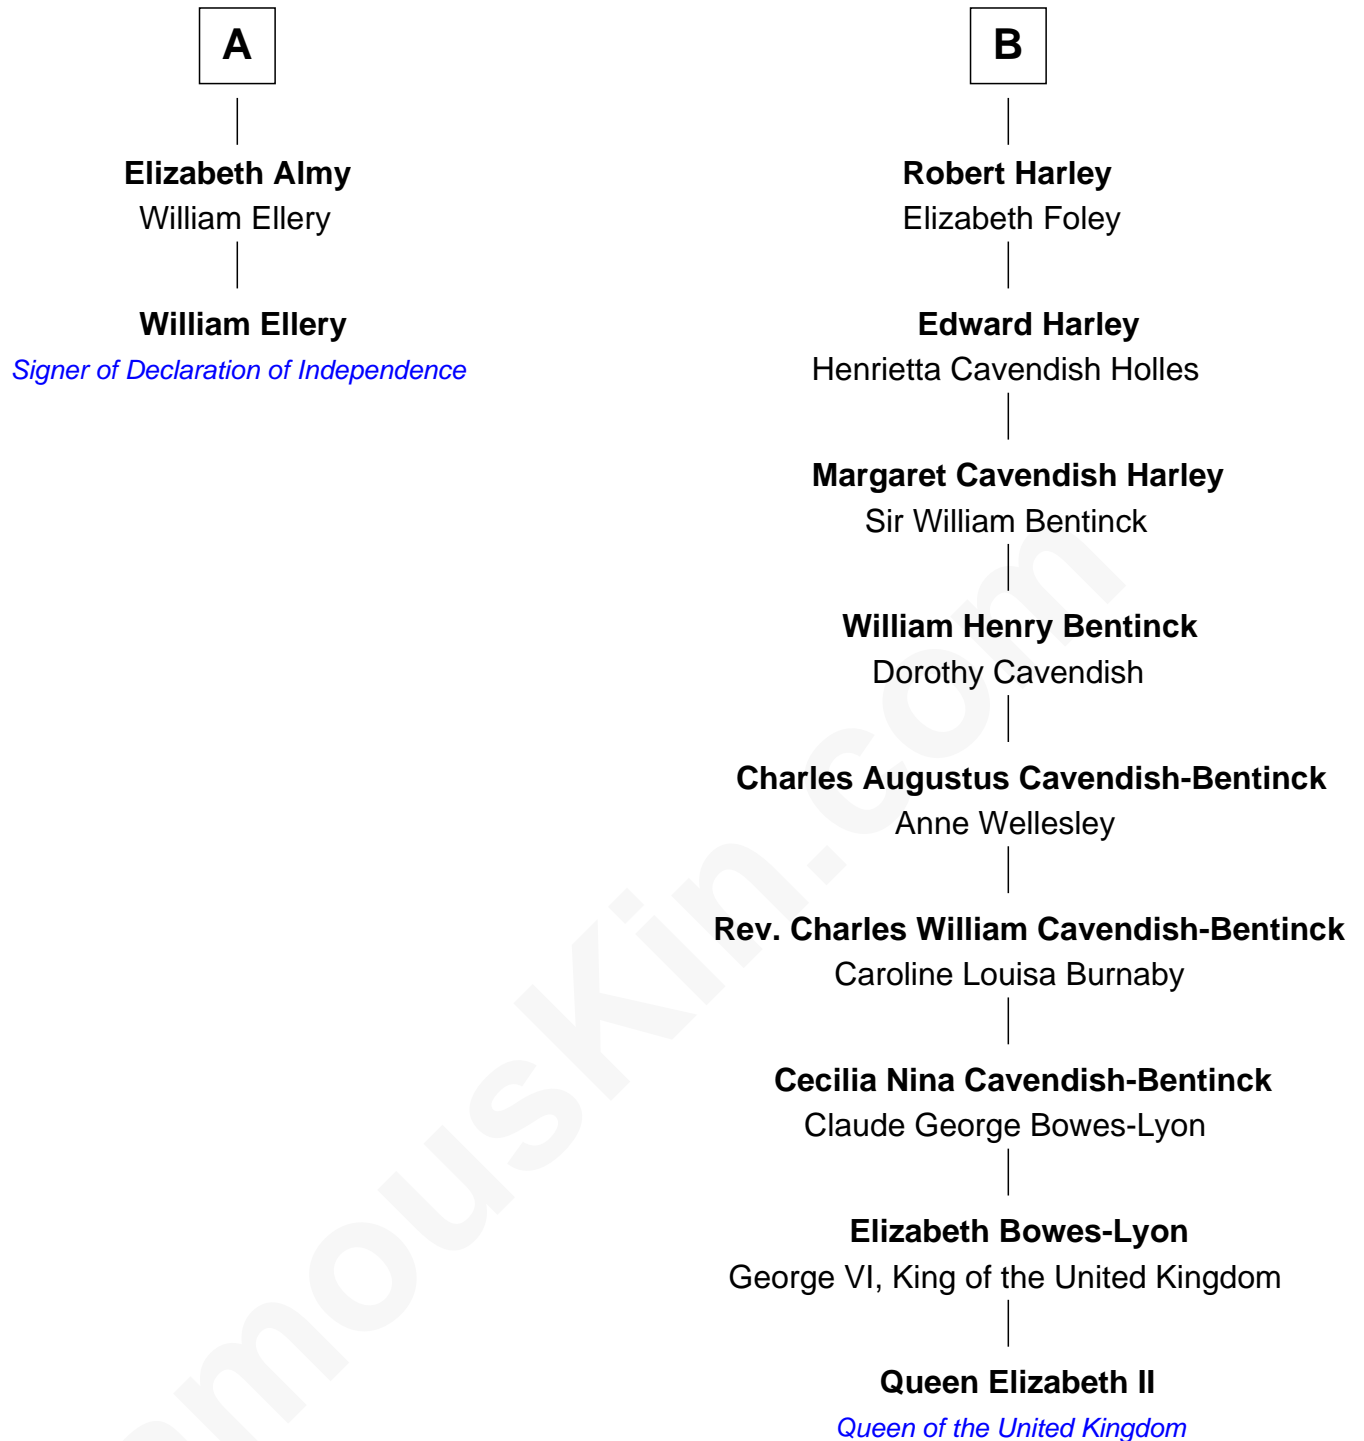 A
Elizabeth Almy
William Ellery
William Ellery
Signer of Declaration of Independence
B
Robert Harley
Elizabeth Foley
Edward Harley
Henrietta Cavendish Holles
Margaret Cavendish Harley
Sir William Bentinck
William Henry Bentinck
Dorothy Cavendish
Charles Augustus Cavendish-Bentinck
Anne Wellesley
Rev. Charles William Cavendish-Bentinck
Caroline Louisa Burnaby
Cecilia Nina Cavendish-Bentinck
Claude George Bowes-Lyon
Elizabeth Bowes-Lyon
George VI, King of the United Kingdom
Queen Elizabeth II
Queen of the United Kingdom
amouskin.com